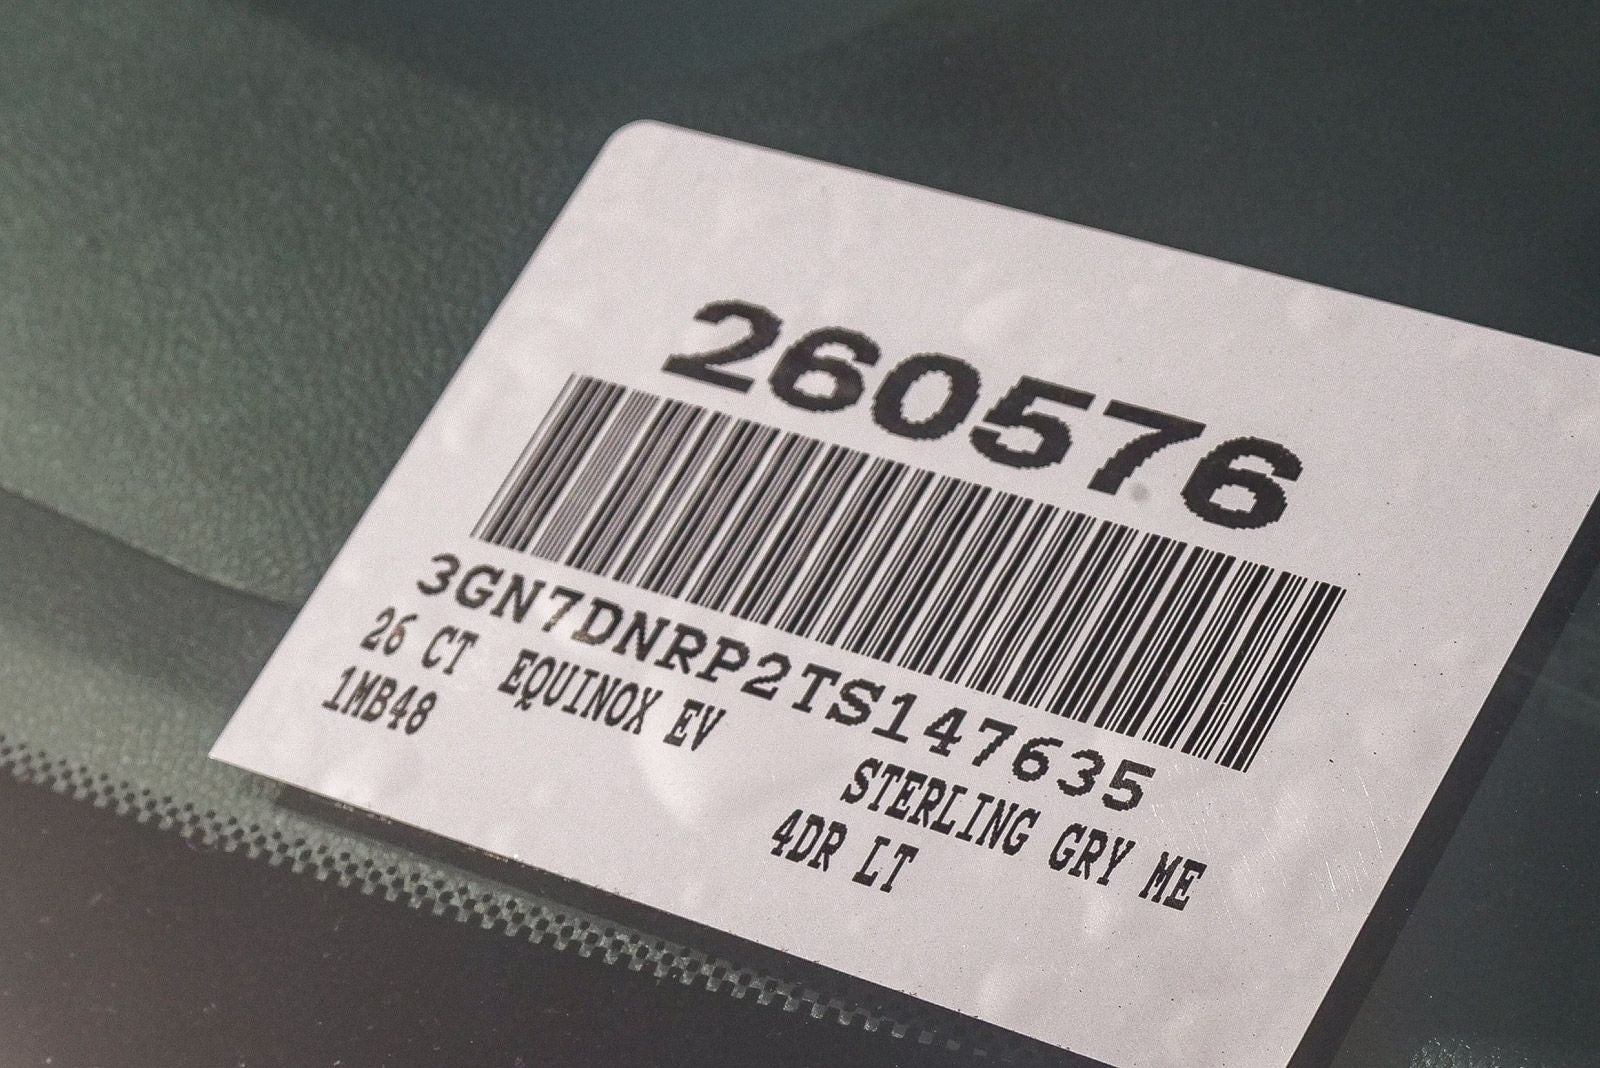 260576
3GN7DNRP2TS147635
26 CT EQUINOX EV STERLING GRY ME
1MB48 4DR LT